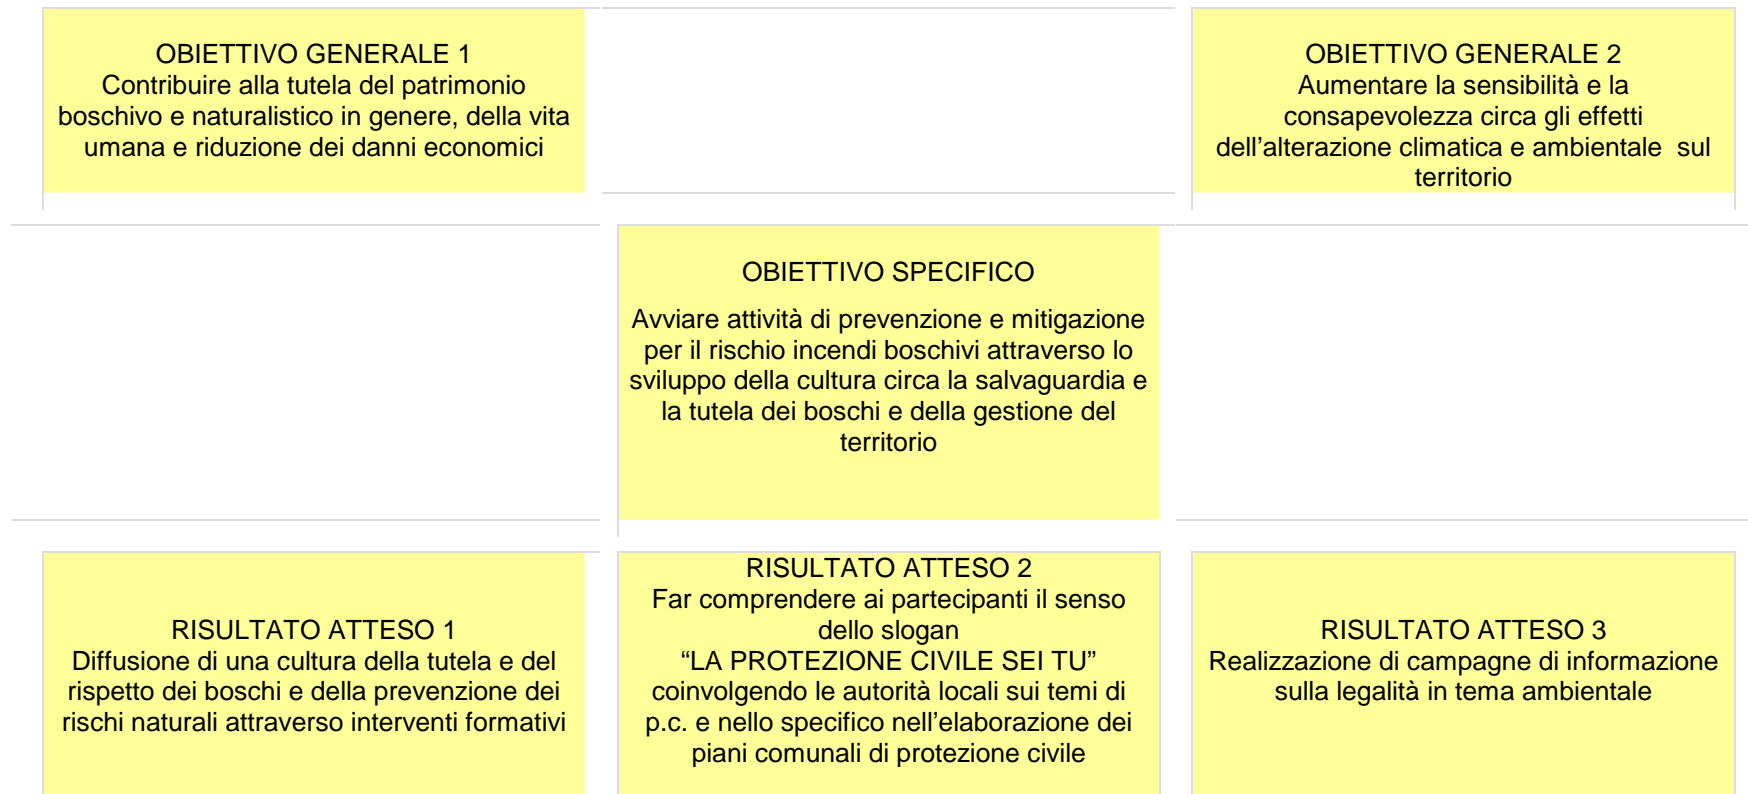 OBIETTIVO GENERALE 1
Contribuire alla tutela del patrimonio
boschivo e naturalistico in genere, della vita
umana e riduzione dei danni economici
OBIETTIVO GENERALE 2
Aumentare la sensibilità e la
consapevolezza circa gli effetti
dell’alterazione climatica e ambientale  sul
territorio
OBIETTIVO SPECIFICO
Avviare attività di prevenzione e mitigazione
per il rischio incendi boschivi attraverso lo
sviluppo della cultura circa la salvaguardia e
la tutela dei boschi e della gestione del
territorio
RISULTATO ATTESO 1
Diffusione di una cultura della tutela e del
rispetto dei boschi e della prevenzione dei
rischi naturali attraverso interventi formativi
RISULTATO ATTESO 2
Far comprendere ai partecipanti il senso
dello slogan
“LA PROTEZIONE CIVILE SEI TU”
coinvolgendo le autorità locali sui temi di
p.c. e nello specifico nell’elaborazione dei
piani comunali di protezione civile
RISULTATO ATTESO 3
Realizzazione di campagne di informazione
sulla legalità in tema ambientale